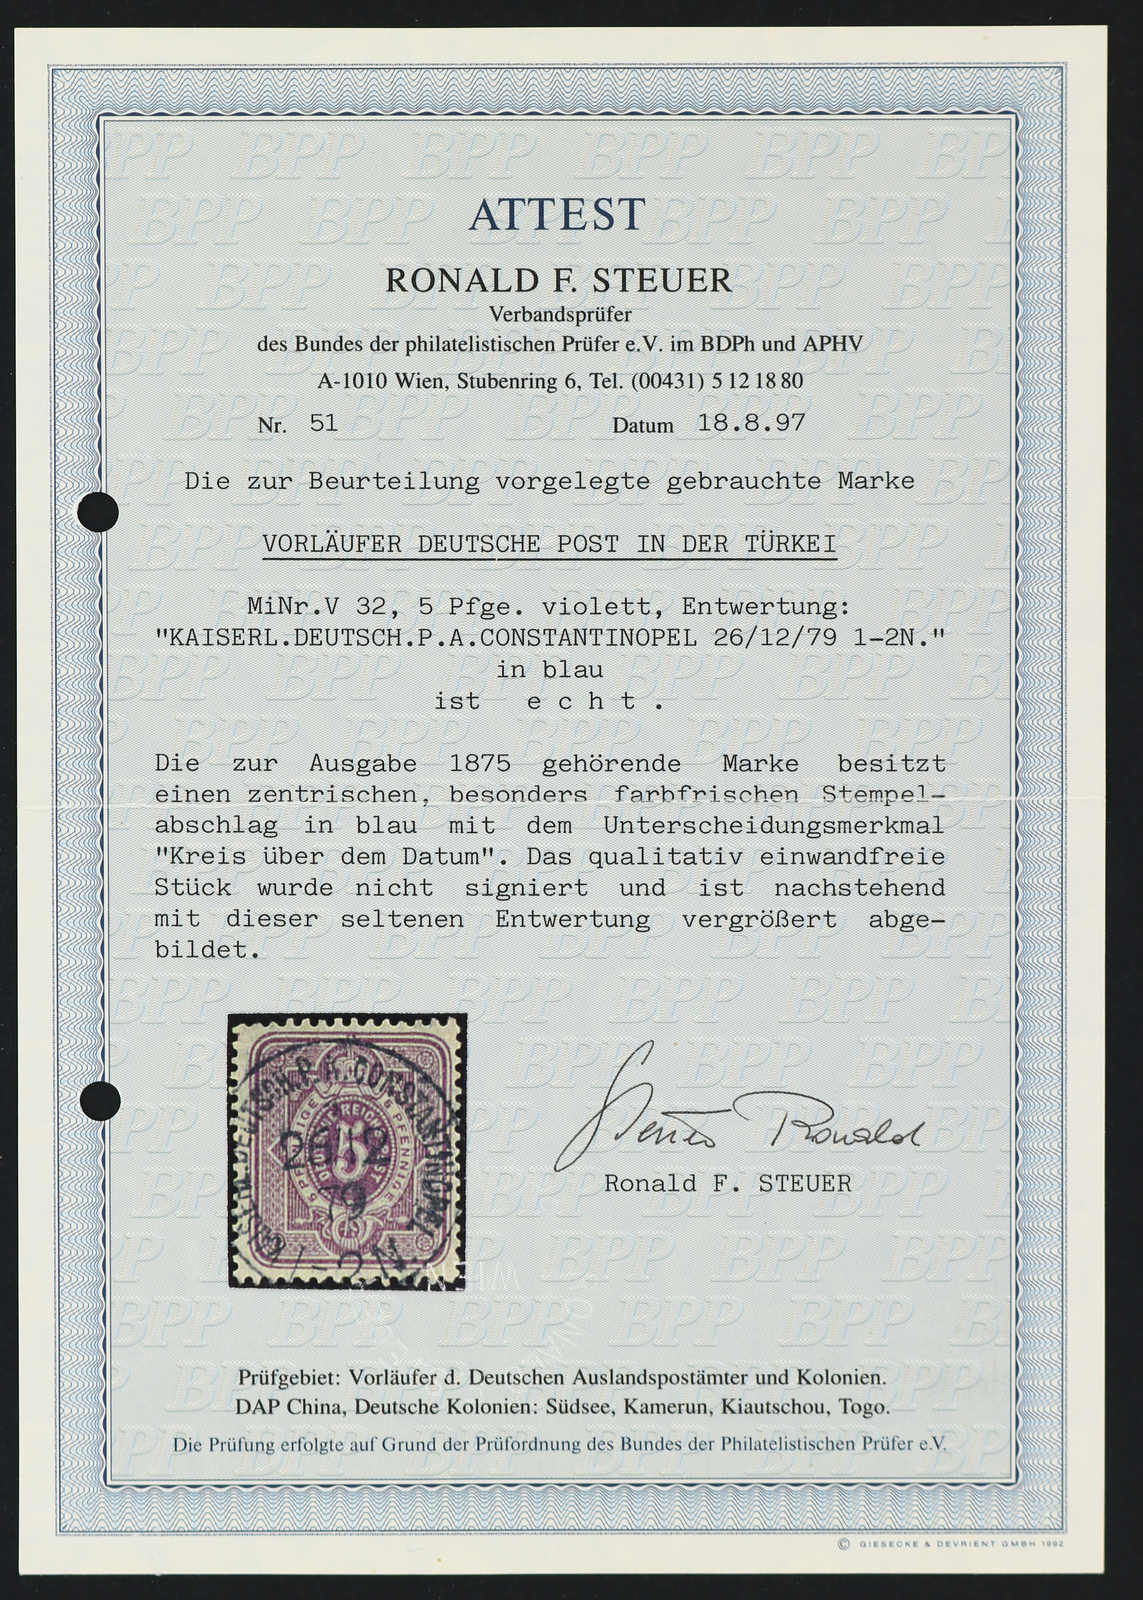 ATTEST
RONALD F. STEUER
Verbandsprüfer
des Bundes der philatelistischen Prüfer e.V. im BDPh und APHV
A-1010 Wien, Stubenring 6, Tel. (00431) 5 12 18 80
Nr. 51 Datum 18.8.97
Die zur Beurteilung vorgelegte gebrauchte Marke
VORLÄUFER DEUTSCHE POST IN DER TÜRKEI
MiNr.V 32, 5 Pfge. violett, Entwertung:
"KAISERL.DEUTSCH.P.A.CONSTANTINOPEL 26/12/79 1-2N."
in blau
ist e c h t .
Die zur Ausgabe 1875 gehörende Marke besitzt
einen zentrischen, besonders farbfrischen Stempel-
abschlag in blau mit dem Unterscheidungsmerkmal
"Kreis über dem Datum". Das qualitativ einwandfreie
Stück wurde nicht signiert und ist nachstehend
mit dieser seltenen Entwertung vergrößert abge-
bildet.
Steuer Ronald
Ronald F. STEUER
Prüfgebiet: Vorläufer d. Deutschen Auslandspostämter und Kolonien.
DAP China, Deutsche Kolonien: Südsee, Kamerun, Kiautschou, Togo.
Die Prüfung erfolgte auf Grund der Prüfordnung des Bundes der Philatelistischen Prüfer e.V.
© GIESECKE & DEVRIENT GMBH 1992